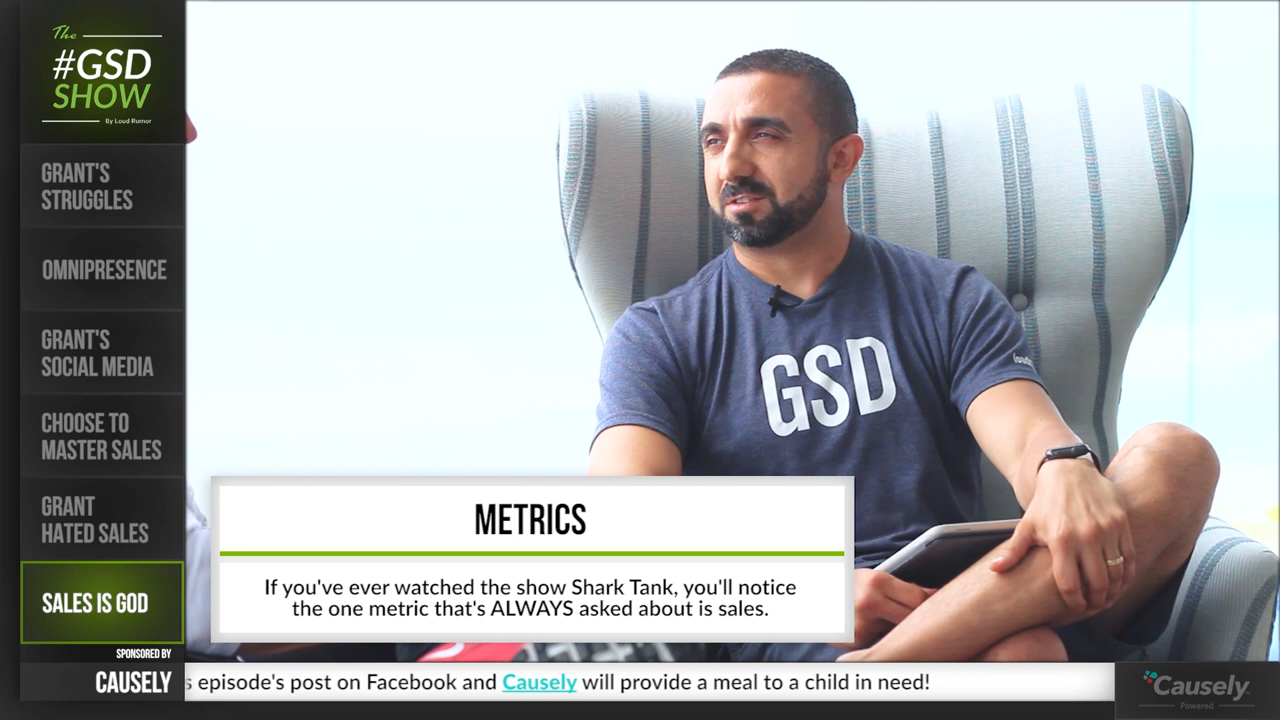 The
#GSD
SHOW
By Loud Rumor
GRANT'S
STRUGGLES
OMNIPRESENCE
GRANT'S
SOCIAL MEDIA
CHOOSE TO
MASTER SALES
GRANT
HATED SALES
SALES IS GOD
SPONSORED BY
CAUSELY
GSD
METRICS
If you've ever watched the show Shark Tank, you'll notice
the one metric that's ALWAYS asked about is sales.
s episode's post on Facebook and Causely will provide a meal to a child in need!
Causely
Powered